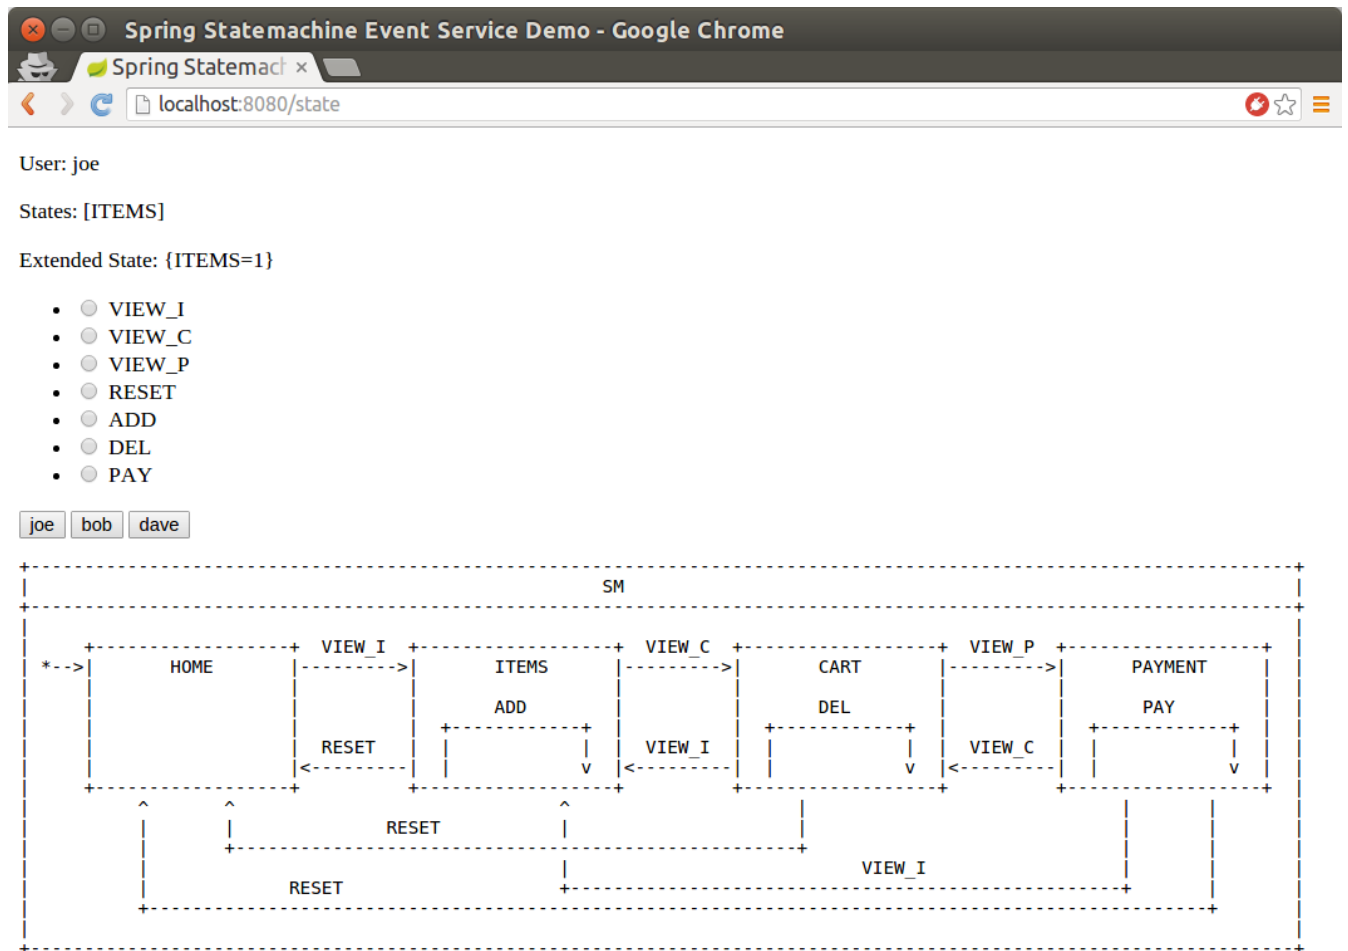 Spring Statemachine Event Service Demo - Google Chrome
Spring Statemach
localhost:8080/state
User: joe
States: [ITEMS]
Extended State: {ITEMS=1}
VIEW_I
VIEW_C
VIEW_P
RESET
ADD
DEL
PAY
joe bob dave
SM
VIEW_I VIEW_C VIEW_P
*-->| HOME |--------->| ITEMS |--------->| CART |--------->| PAYMENT |
ADD DEL PAY
RESET VIEW_I VIEW_C
RESET
VIEW_I
RESET